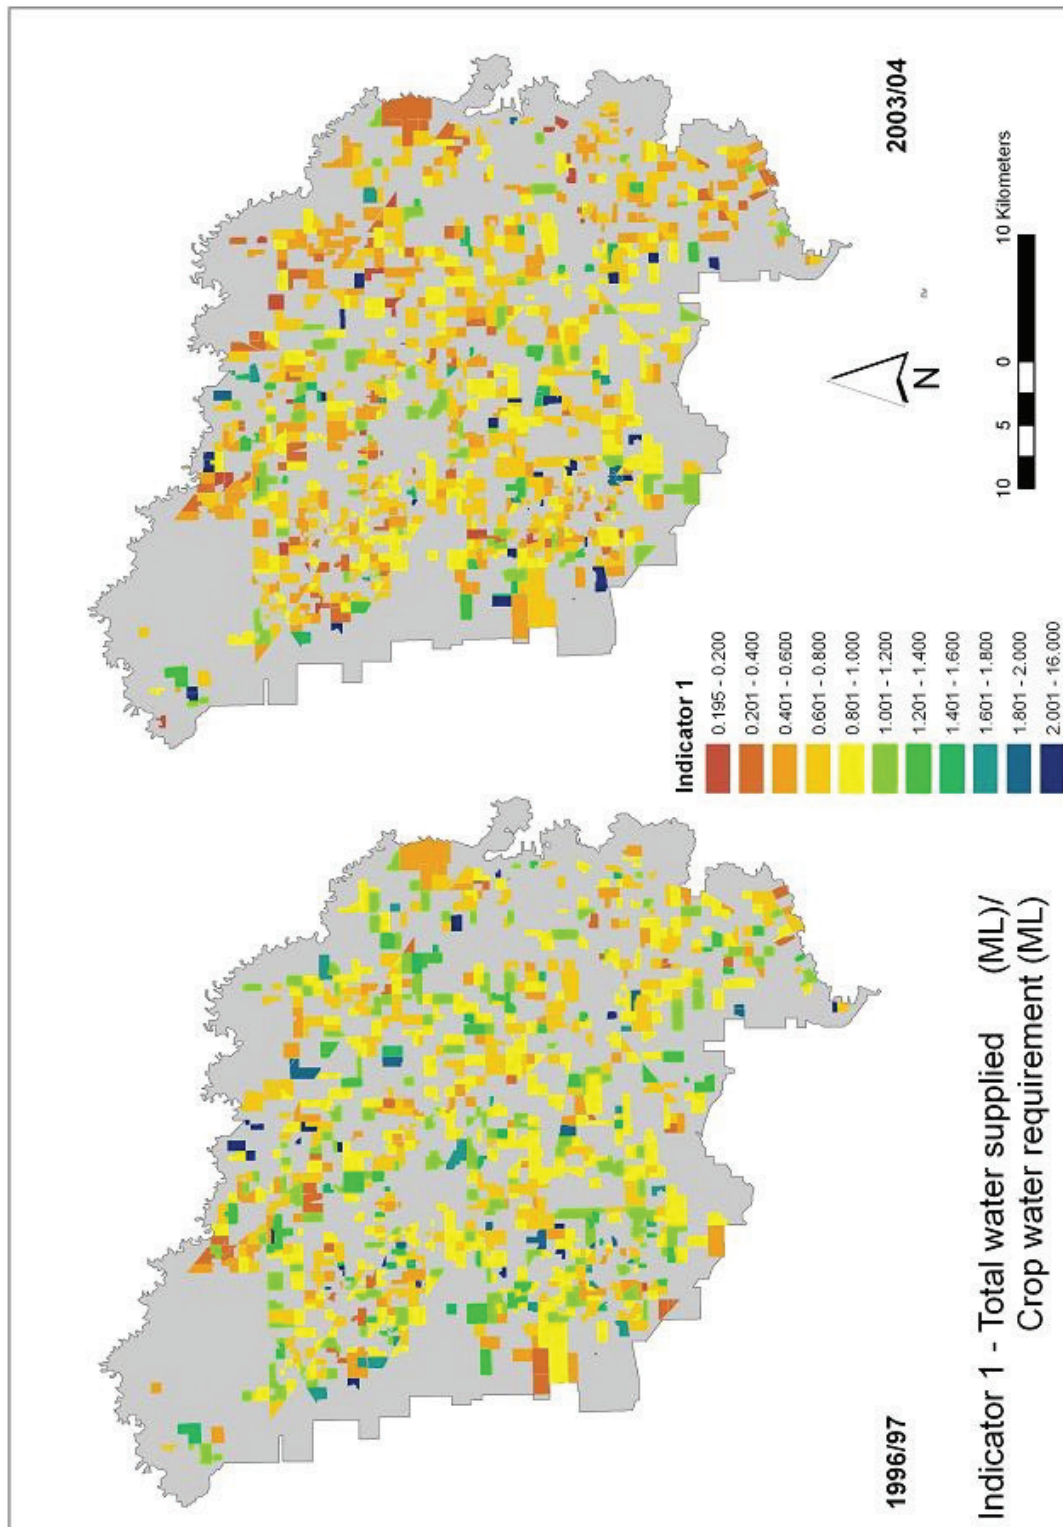 1996/97
2003/04
Indicator 1
0.195 - 0.200
0.201 - 0.400
0.401 - 0.600
0.601 - 0.800
0.801 - 1.000
1.001 - 1.200
1.201 - 1.400
1.401 - 1.600
1.601 - 1.800
1.801 - 2.000
2.001 - 16.000
N
10 5 0 10 Kilometers
Indicator 1 - Total water supplied (ML)/
Crop water requirement (ML)